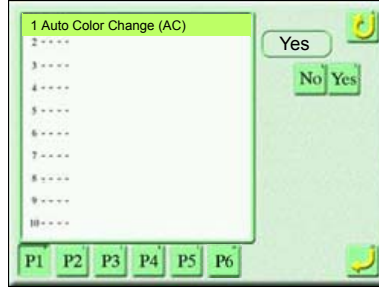 1 Auto Color Change (AC)
Yes
2 - - - -
3 - - - -
No Yes
4 - - - -
5 - - - -
6 - - - -
7 - - - -
8 - - - -
9 - - - -
10 - - - -
P1 P2 P3 P4 P5 P6